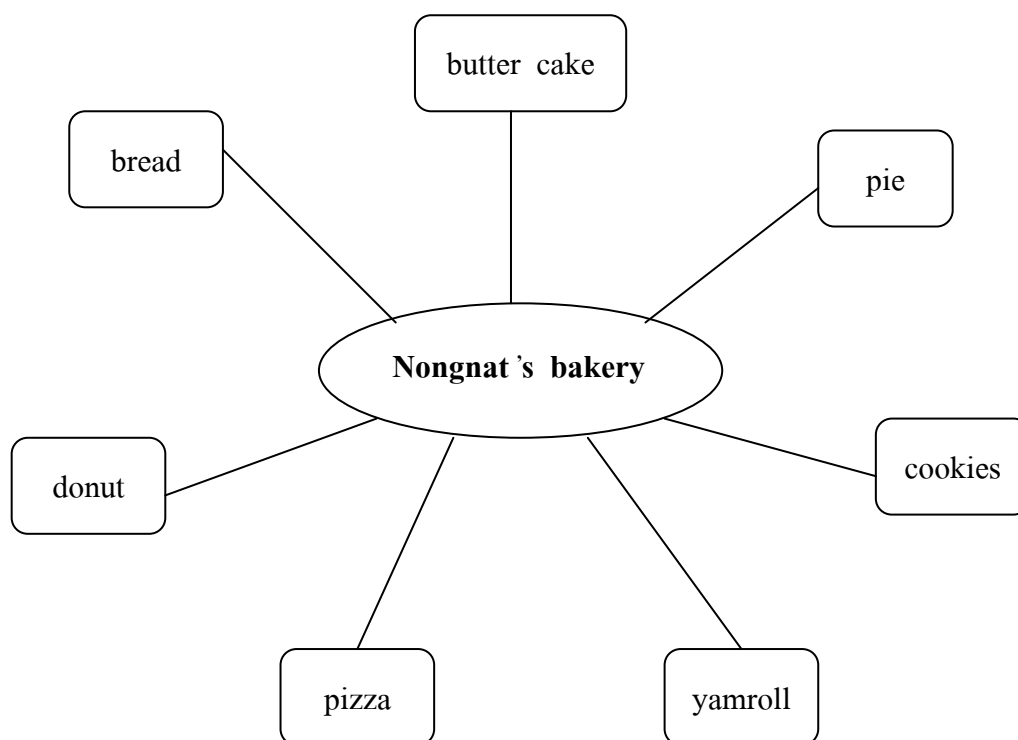 butter cake
bread
pie
Nongnat's bakery
donut
cookies
pizza
yamroll